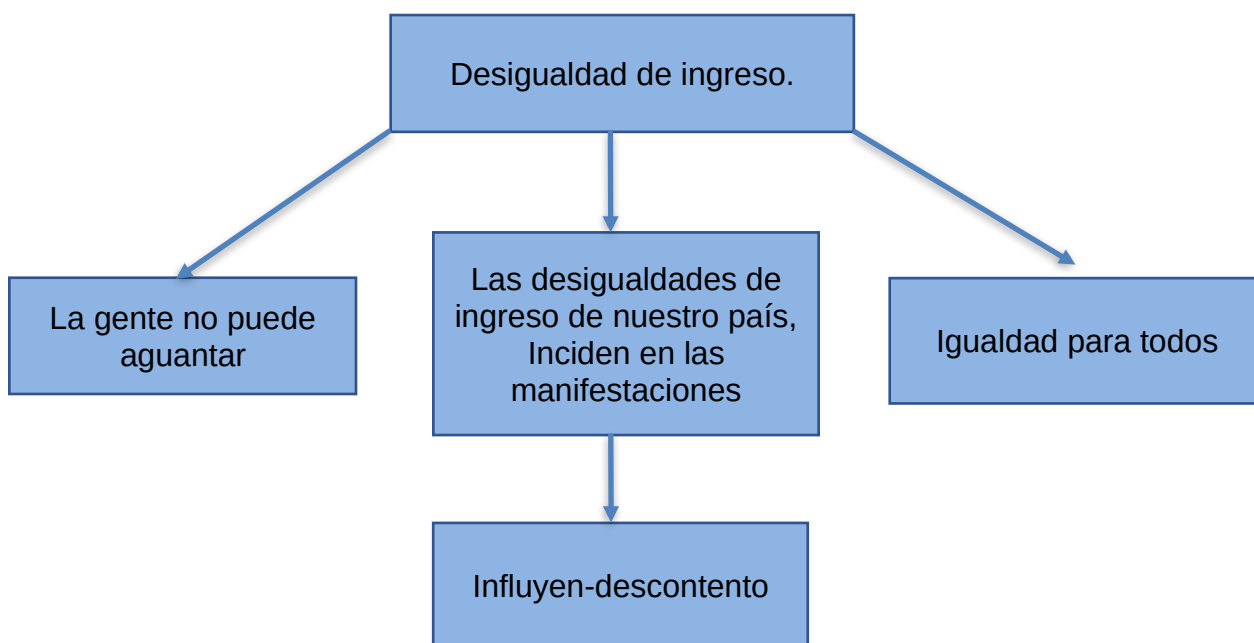 Desigualdad de ingreso.
La gente no puede
aguantar
Las desigualdades de
ingreso de nuestro país,
Inciden en las
manifestaciones
Igualdad para todos
Influyen-descontento